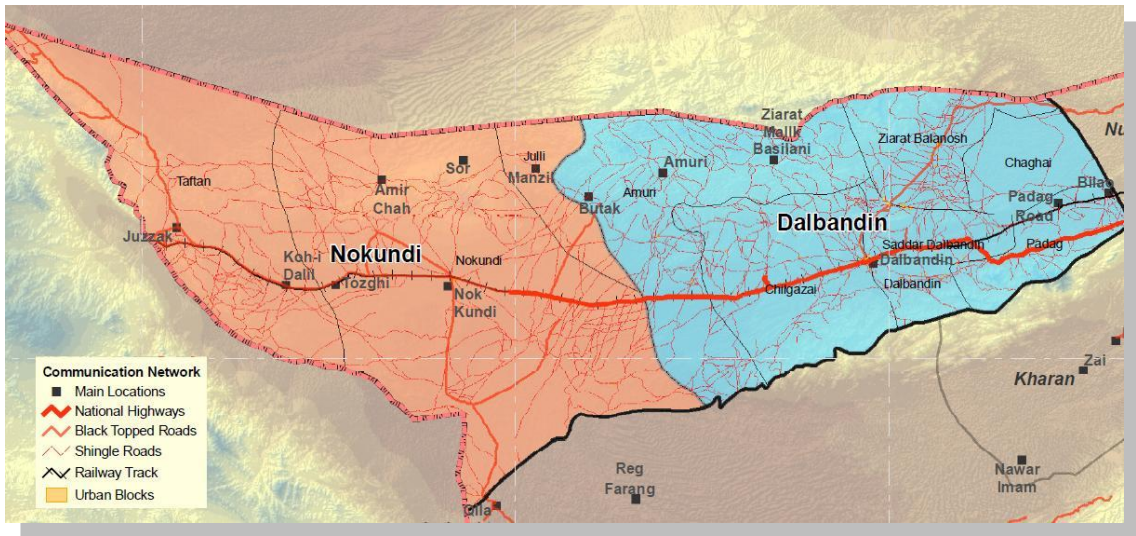 Ziarat
Malik
Basilani
Ziarat Balanosh
Nu
Julli
Manzil
Sor
Amuri
Chaghai
Taftan
Amir
Chah
Amuri
Butak
Padag
Road
Bilao
Dalbandin
Juzzak
Koh-i
Dalil
Nokundi
Nokundi
Tozghi
Nok
Kundi
Saddar Dalbandin
Padag
Dalbandin
Chilgazai
Dalbandin
Zai
Kharan
Communication Network
Main Locations
National Highways
Black Topped Roads
Shingle Roads
Railway Track
Urban Blocks
Reg
Farang
Nawar
Imam